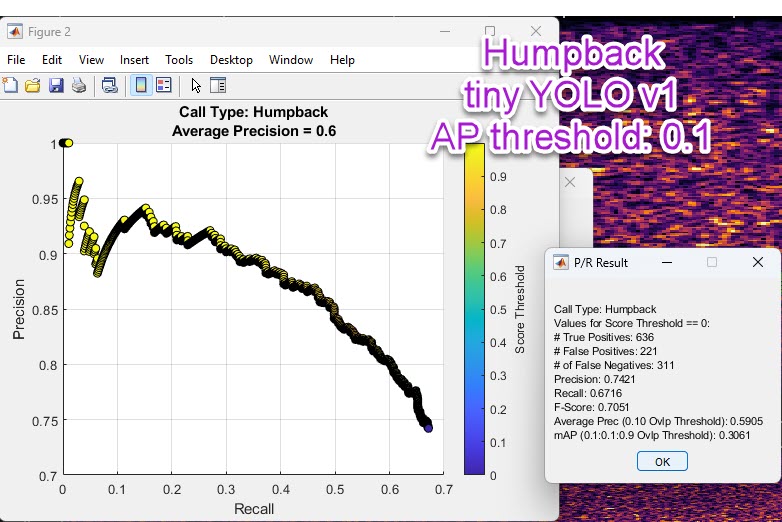 Figure 2
File Edit View Insert Tools Desktop Window Help
Humpback
tiny YOLO v1
AP threshold: 0.1
Call Type: Humpback
Average Precision = 0.6
1
0.95
0.9
0.85
0.8
0.75
0.7
Precision
0 0.1 0.2 0.3 0.4 0.5 0.6 0.7
Recall
0.9
0.8
0.7
0.6
0.5
0.4
0.3
0.2
0.1
0
Score Threshold
P/R Result
Call Type: Humpback
Values for Score Threshold == 0:
# True Positives: 636
# False Positives: 221
# of False Negatives: 311
Precision: 0.7421
Recall: 0.6716
F-Score: 0.7051
Average Prec (0.10 Ovlp Threshold): 0.5905
mAP (0.1:0.1:0.9 Ovlp Threshold): 0.3061
OK